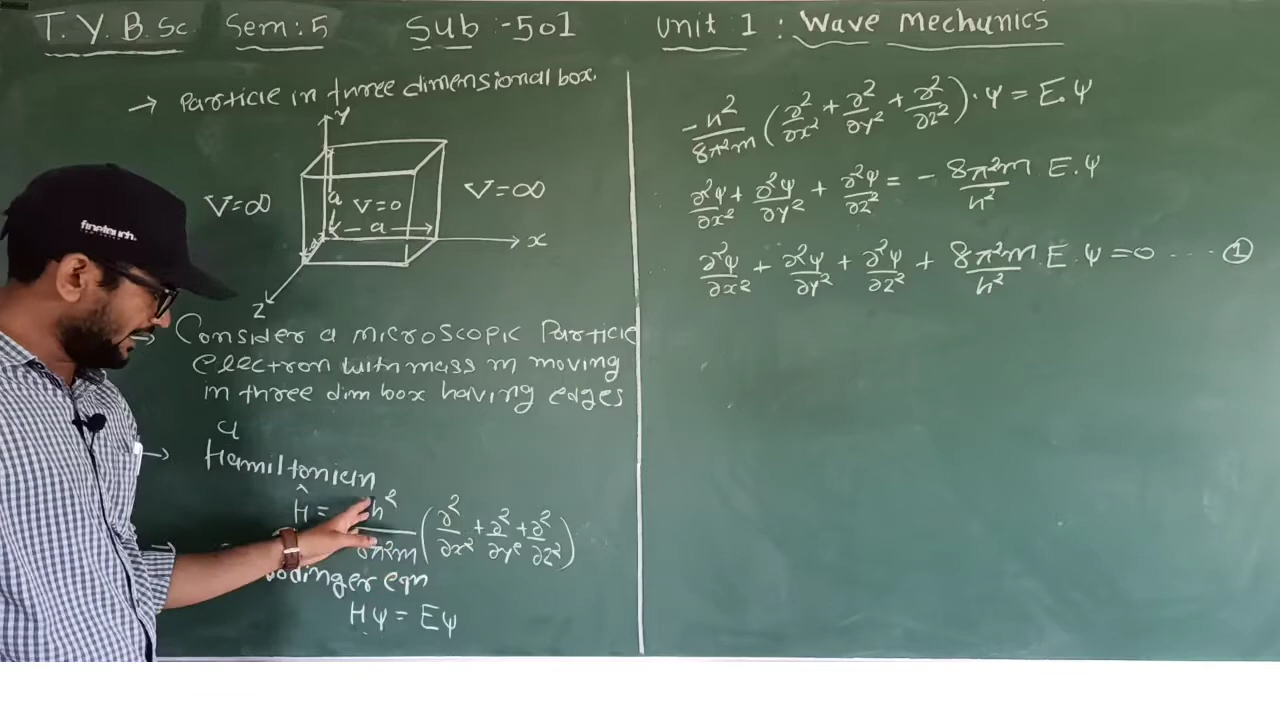 T. Y. B. Sc. Sem : 5 Sub :- 501 Unit 1 : Wave Mechanics
→ Particle in three dimensional box.
Y
V=∞
a
V=0
a
V=∞
x
a
Z
finetouch.
→ Consider a microscopic Particle
electron with mass m moving
in three dim box having edges
a
→ Hamiltonian
Ĥ = h² / 8π²m (∂²/∂x² + ∂²/∂y² + ∂²/∂z²)
→ eqn
Hψ = Eψ
-h²/8π²m (∂²/∂x² + ∂²/∂y² + ∂²/∂z²) · ψ = E.ψ
∂²ψ/∂x² + ∂²ψ/∂y² + ∂²ψ/∂z² = - 8π²m/h² E.ψ
∂²ψ/∂x² + ∂²ψ/∂y² + ∂²ψ/∂z² + 8π²m/h² E.ψ = 0 ---- ①